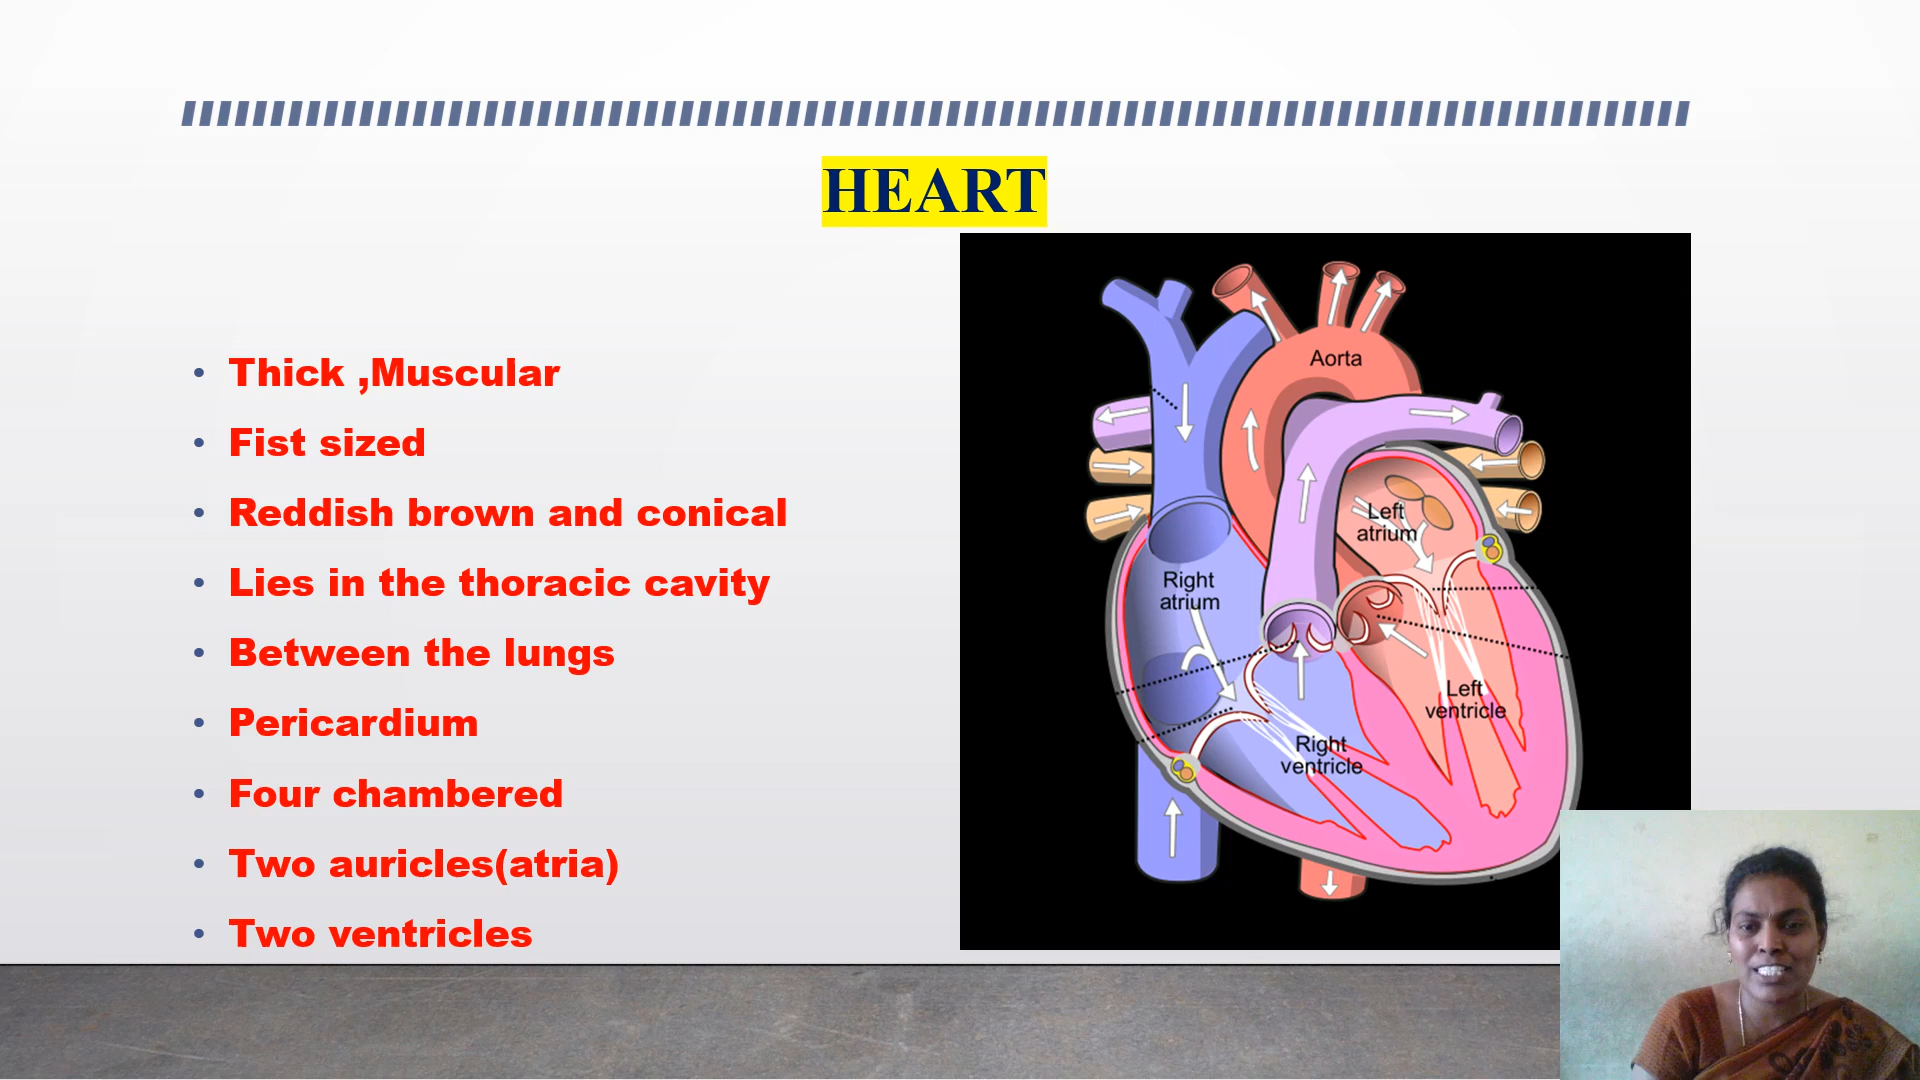 HEART
• Thick ,Muscular
• Fist sized
• Reddish brown and conical
• Lies in the thoracic cavity
• Between the lungs
• Pericardium
• Four chambered
• Two auricles(atria)
• Two ventricles
Aorta
Left
atrium
Right
atrium
Left
ventricle
Right
ventricle